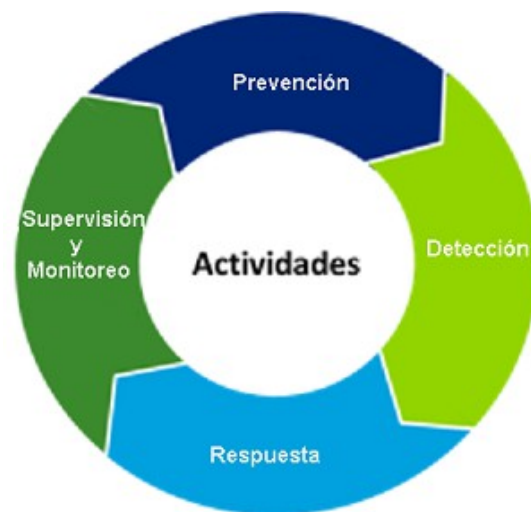 Prevención
Detección
Respuesta
Supervisión
y
Monitoreo
Actividades